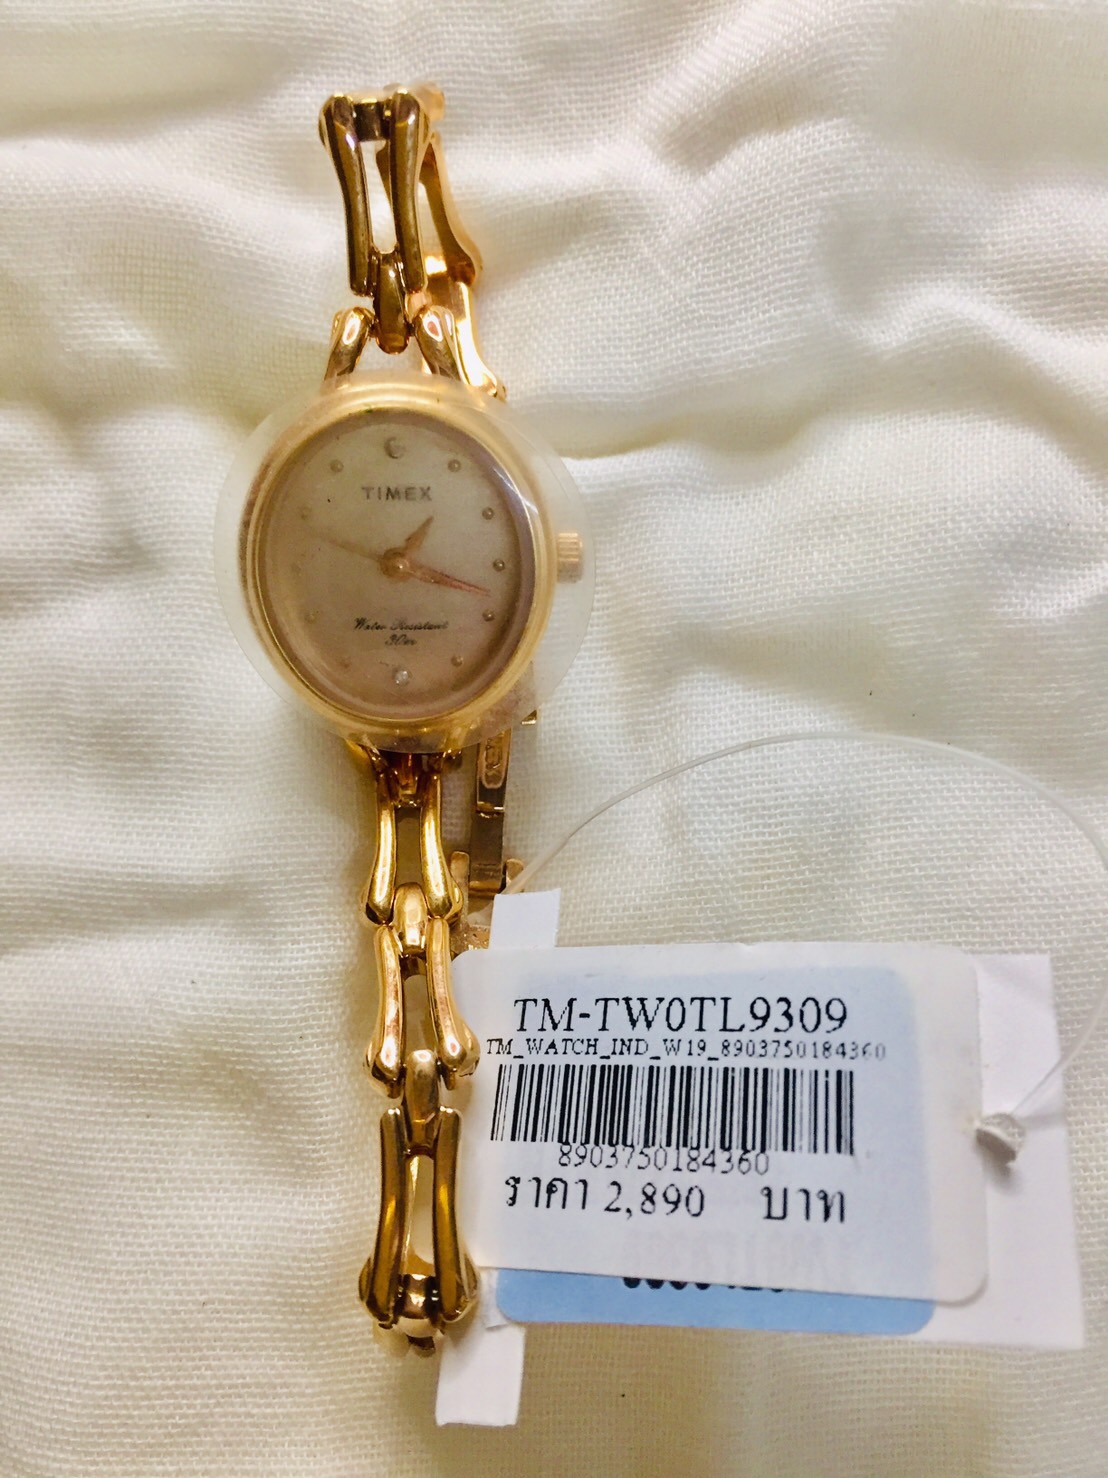 TIMEX
Water Resistant
30m
TM-TW0TL9309
TM_WATCH_IND_W19_8903750184360
8903750184360
ราคา 2,890 บาท